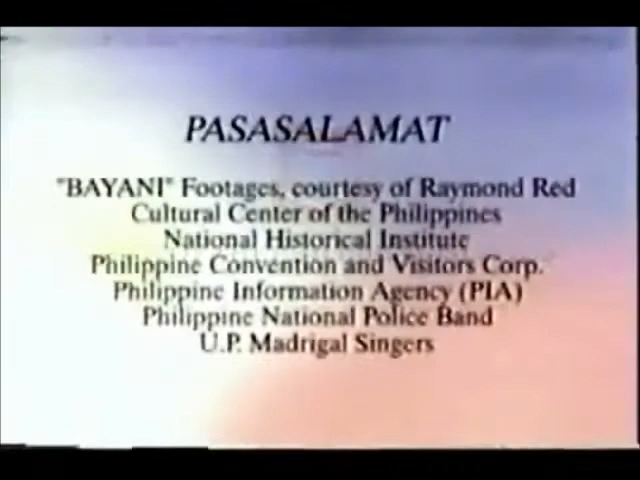 PASASALAMAT
"BAYANI" Footages, courtesy of Raymond Red
Cultural Center of the Philippines
National Historical Institute
Philippine Convention and Visitors Corp.
Philippine Information Agency (PIA)
Philippine National Police Band
U.P. Madrigal Singers